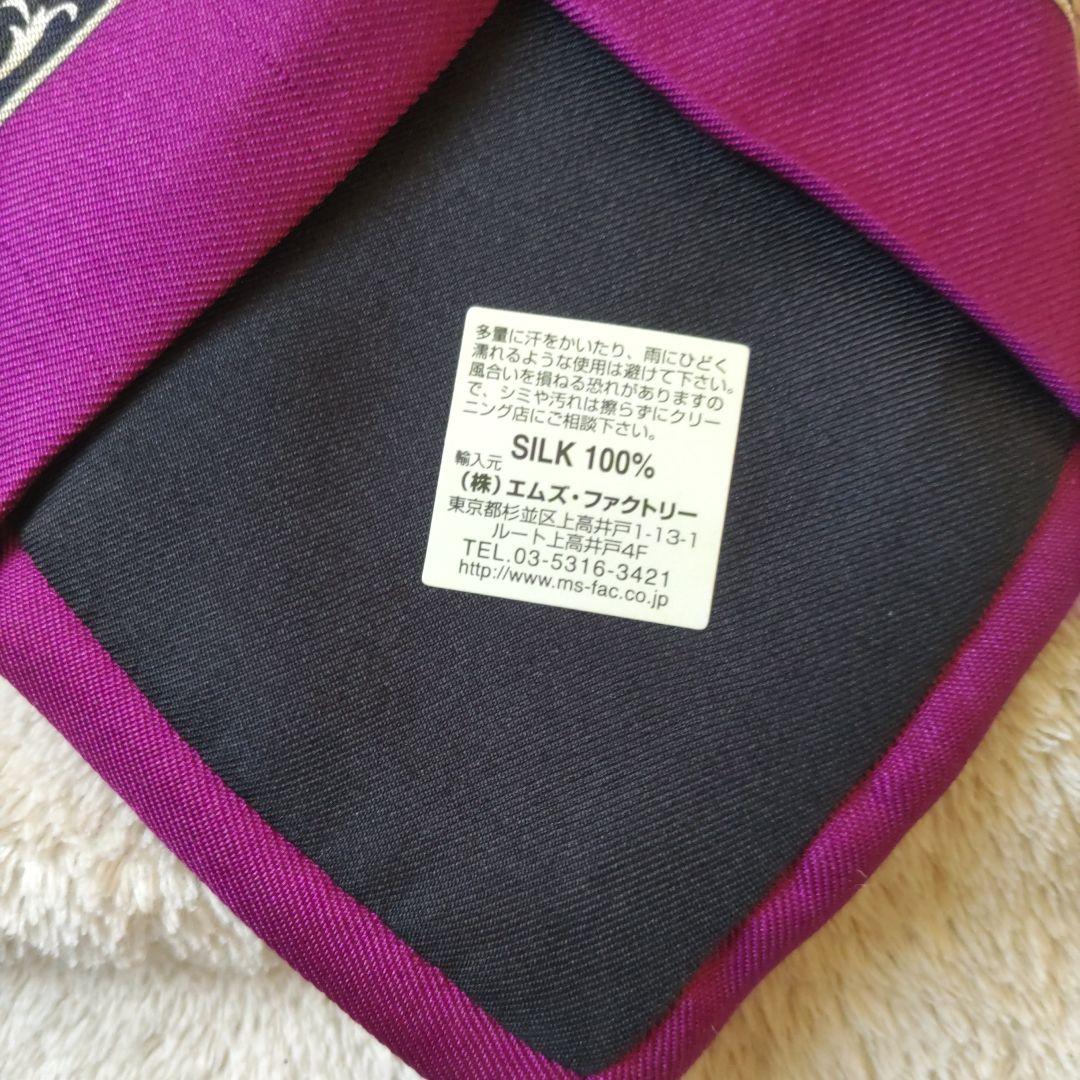 多量に汗をかいたり、雨にひどく
濡れるような使用は避けて下さい。
風合いを損ねる恐れがありますの
で、シミや汚れは擦らずにクリー
ニング店にご相談下さい。
輸入元 SILK 100%
(株)エムズ・ファクトリー
東京都杉並区上高井戸1-13-1
ルート上高井戸4F
TEL.03-5316-3421
http://www.ms-fac.co.jp